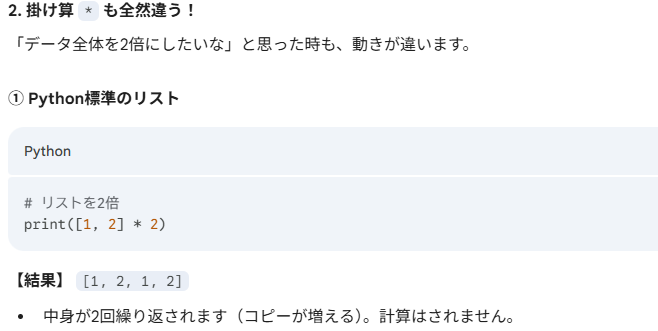 2. 掛け算 * も全然違う！
「データ全体を2倍にしたいな」と思った時も、動きが違います。
① Python標準のリスト
Python
# リストを2倍
print([1, 2] * 2)
【結果】 [1, 2, 1, 2]
• 中身が2回繰り返されます（コピーが増える）。計算はされません。